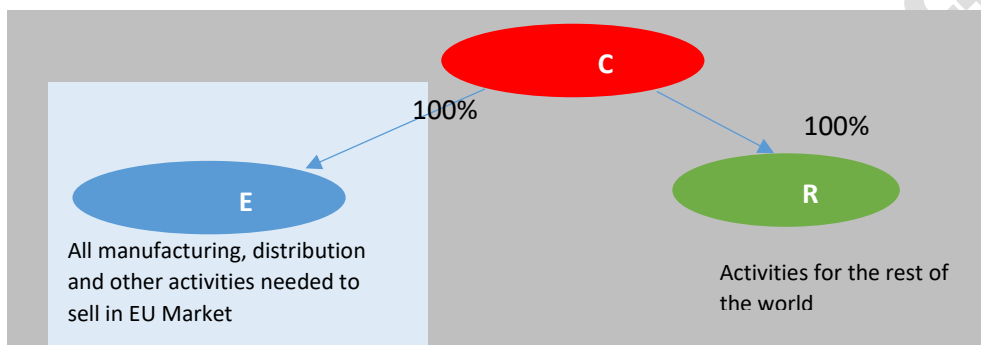 C
100%
100%
E
R
All manufacturing, distribution
and other activities needed to
sell in EU Market
Activities for the rest of
the world